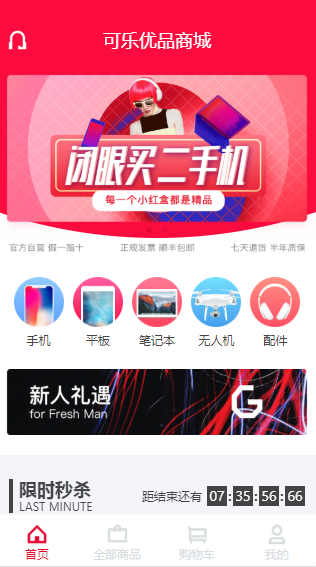 可乐优品商城
闭眼买二手机
每一个小红盒都是精品
官方自营 假一赔十 正规发票 顺丰包邮 七天退货 半年质保
手机 平板 笔记本 无人机 配件
新人礼遇
for Fresh Man
G
限时秒杀
距结束还有 07:35:56:66
LAST MINUTE
首页 全部商品 购物车 我的